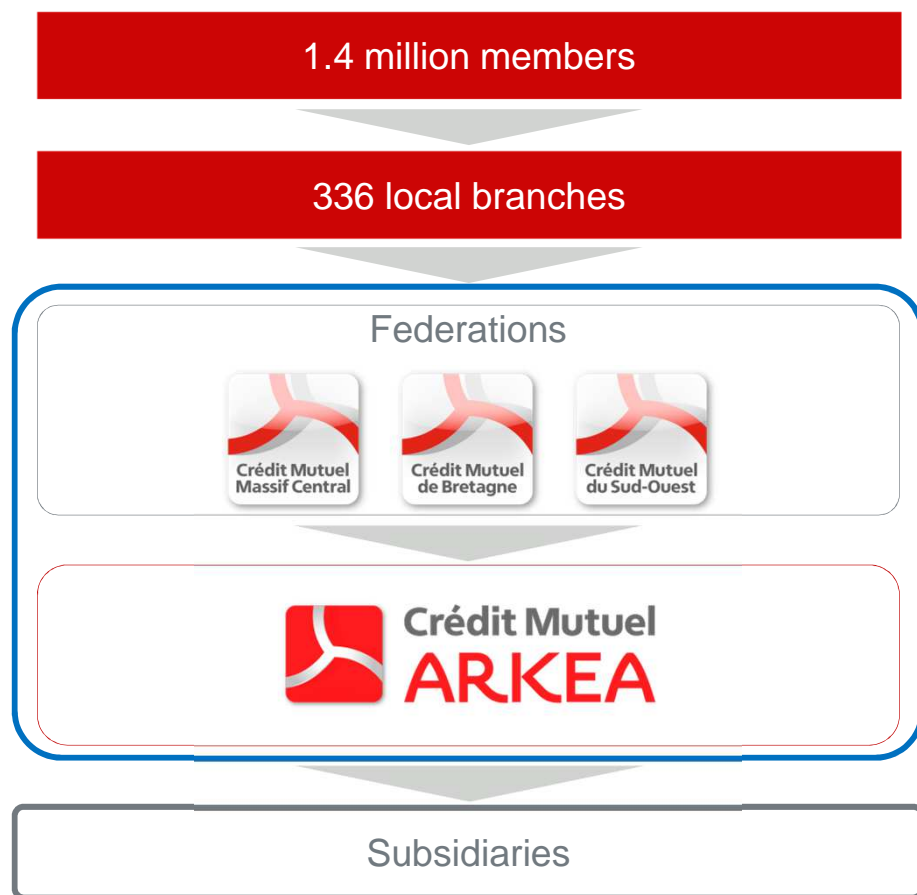 1.4 million members
336 local branches
Federations
Crédit Mutuel
Massif Central
Crédit Mutuel
de Bretagne
Crédit Mutuel
du Sud-Ouest
Crédit Mutuel
ARKEA
Subsidiaries